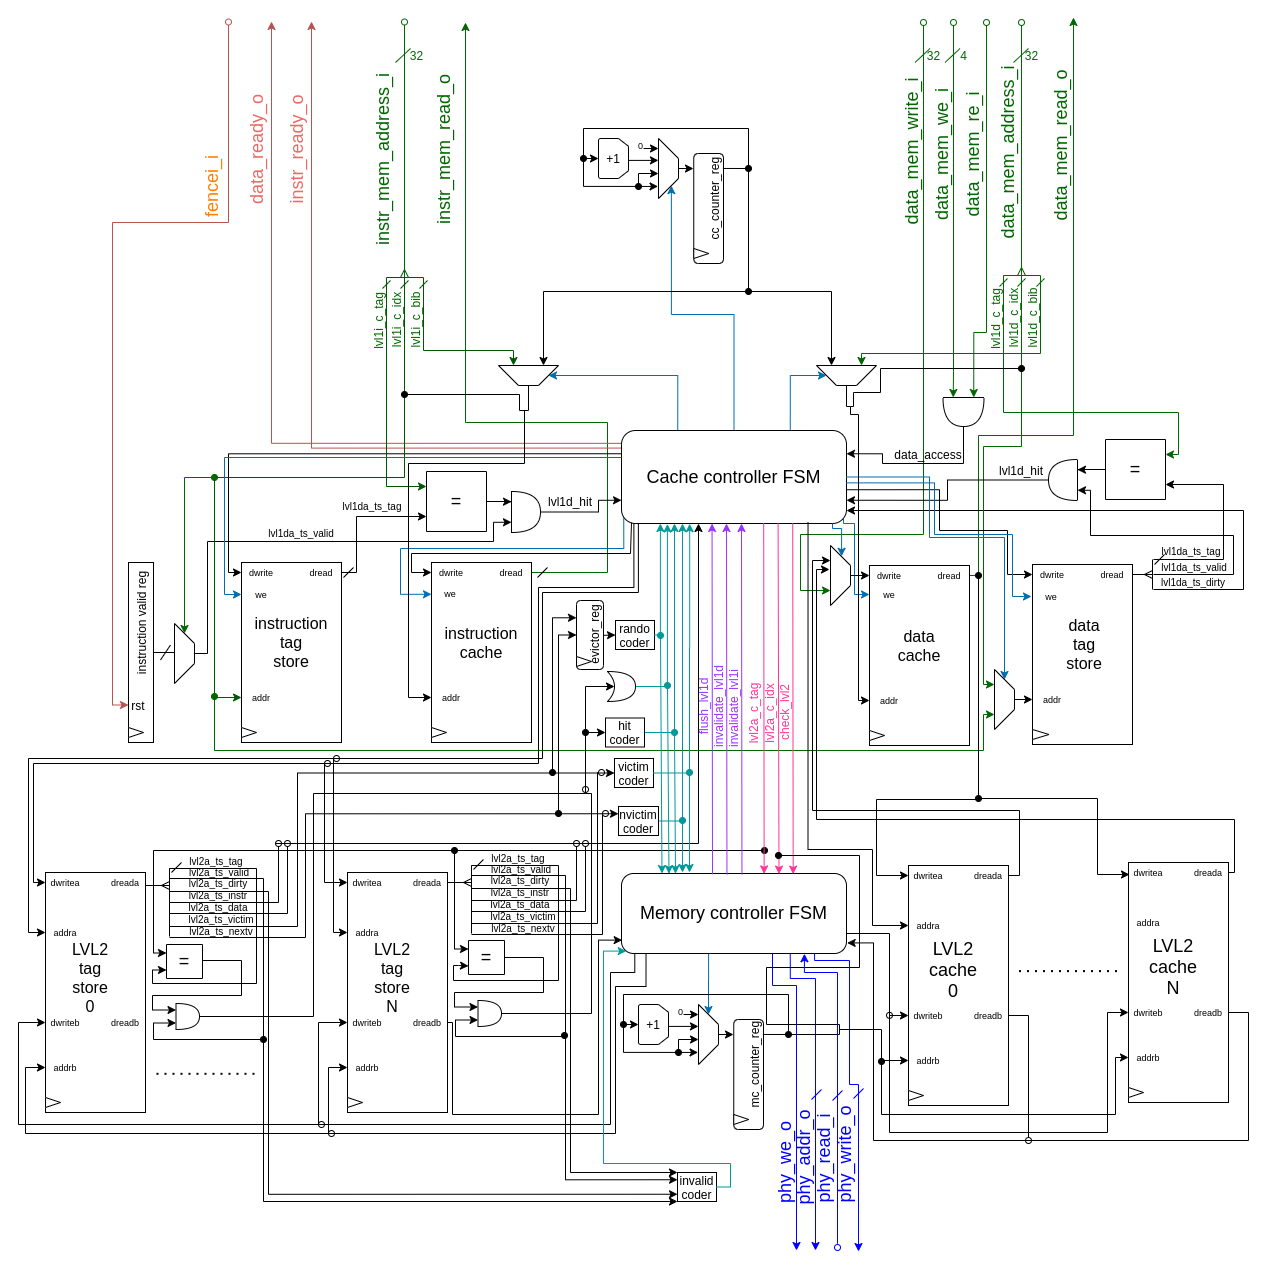 32
32
4
32
fencei_i
data_ready_o
instr_ready_o
instr_mem_address_i
instr_mem_read_o
data_mem_write_i
data_mem_we_i
data_mem_re_i
data_mem_address_i
data_mem_read_o
+1
0
cc_counter_reg
lvl1i_c_tag
lvl1i_c_idx
lvl1i_c_bib
lvl1d_c_tag
lvl1d_c_idx
lvl1d_c_bib
Cache controller FSM
data_access
lvl1d_hit
=
=
lvl1da_ts_tag
lvl1d_hit
lvl1da_ts_valid
lvl1da_ts_tag
lvl1da_ts_valid
lvl1da_ts_dirty
instruction valid reg
rst
dwrite
dread
we
instruction
tag
store
addr
dwrite
dread
we
instruction
cache
addr
evictor_reg
rando
coder
hit
coder
victim
coder
nvictim
coder
flush_lvl1d
invalidate_lvl1d
invalidate_lvl1i
lvl2a_c_tag
lvl2a_c_idx
check_lvl2
dwrite
dread
we
data
cache
addr
dwrite
dread
we
data
tag
store
addr
lvl2a_ts_tag
lvl2a_ts_valid
lvl2a_ts_dirty
lvl2a_ts_instr
lvl2a_ts_data
lvl2a_ts_victim
lvl2a_ts_nextv
lvl2a_ts_tag
lvl2a_ts_valid
lvl2a_ts_dirty
lvl2a_ts_instr
lvl2a_ts_data
lvl2a_ts_victim
lvl2a_ts_nextv
dwritea
dreada
addra
LVL2
tag
store
0
dwriteb
dreadb
addrb
=
dwritea
dreada
addra
LVL2
tag
store
N
dwriteb
dreadb
addrb
=
Memory controller FSM
+1
0
mc_counter_reg
dwritea
dreada
addra
LVL2
cache
0
dwriteb
dreadb
addrb
dwritea
dreada
addra
LVL2
cache
N
dwriteb
dreadb
addrb
phy_we_o
phy_addr_o
phy_read_i
phy_write_o
invalid
coder